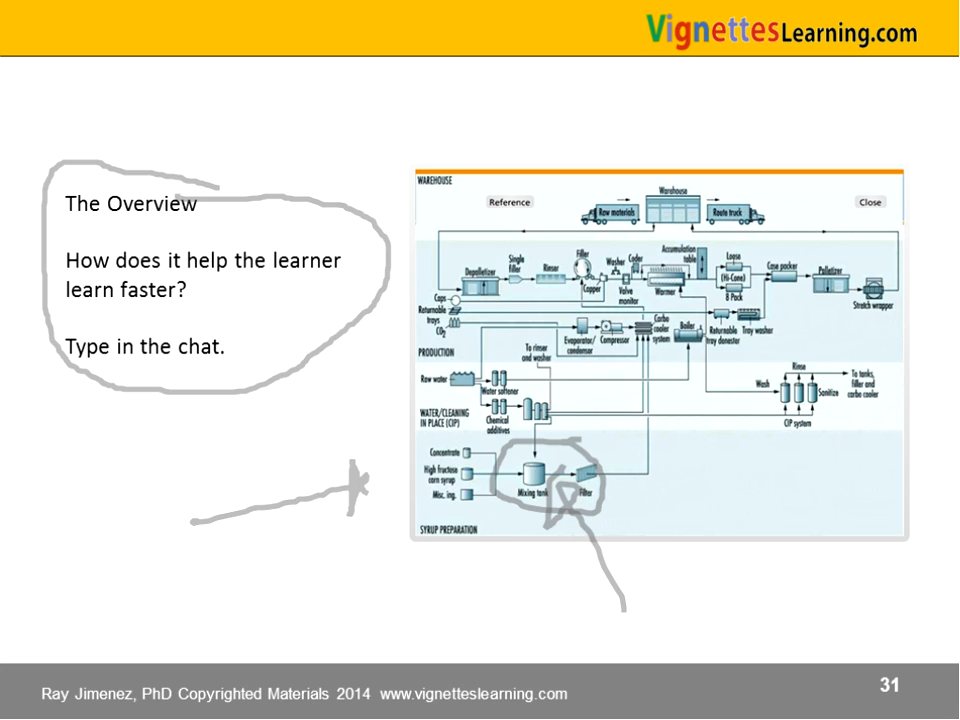 VignettesLearning.com
The Overview
How does it help the learner
learn faster?
Type in the chat.
WAREHOUSE
Reference
Close
Warehouse
Raw materials
Route truck
Depalletizer
Single
filler
Rinser
Filler
Capper
Washer
Coder
Valve
monitor
Warmer
Accumulation
table
Loose
(Hi-Cone)
8 Pack
Case packer
Palletizer
Stretch wrapper
Caps
Returnable
trays
CO2
Evaporator/
condensor
Compressor
Carbo
cooler
system
Boiler
Returnable
tray denester
Tray washer
PRODUCTION
To rinser
and washer
Raw water
Water softener
Chemical
additives
WATER/CLEANING
IN PLACE (CIP)
Wash
Rinse
Sanitize
To tanks,
filler and
carbo cooler
CIP system
Concentrate
High fructose
corn syrup
Misc. ing.
Mixing tank
Filter
SYRUP PREPARATION
Ray Jimenez, PhD Copyrighted Materials 2014 www.vignetteslearning.com
31